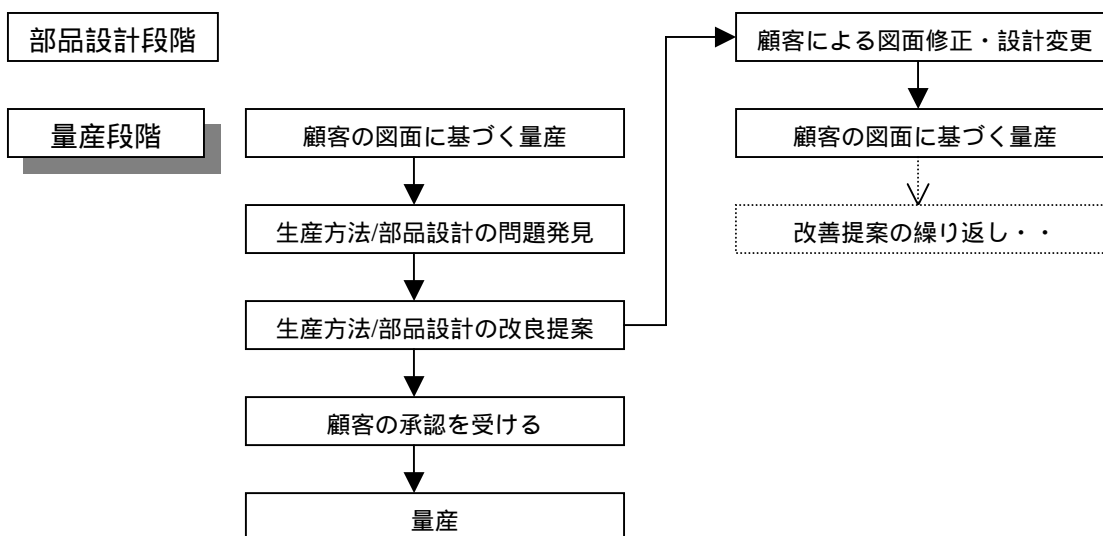 部品設計段階
顧客による図面修正・設計変更
量産段階
顧客の図面に基づく量産
顧客の図面に基づく量産
生産方法/部品設計の問題発見
改善提案の繰り返し・・
生産方法/部品設計の改良提案
顧客の承認を受ける
量産